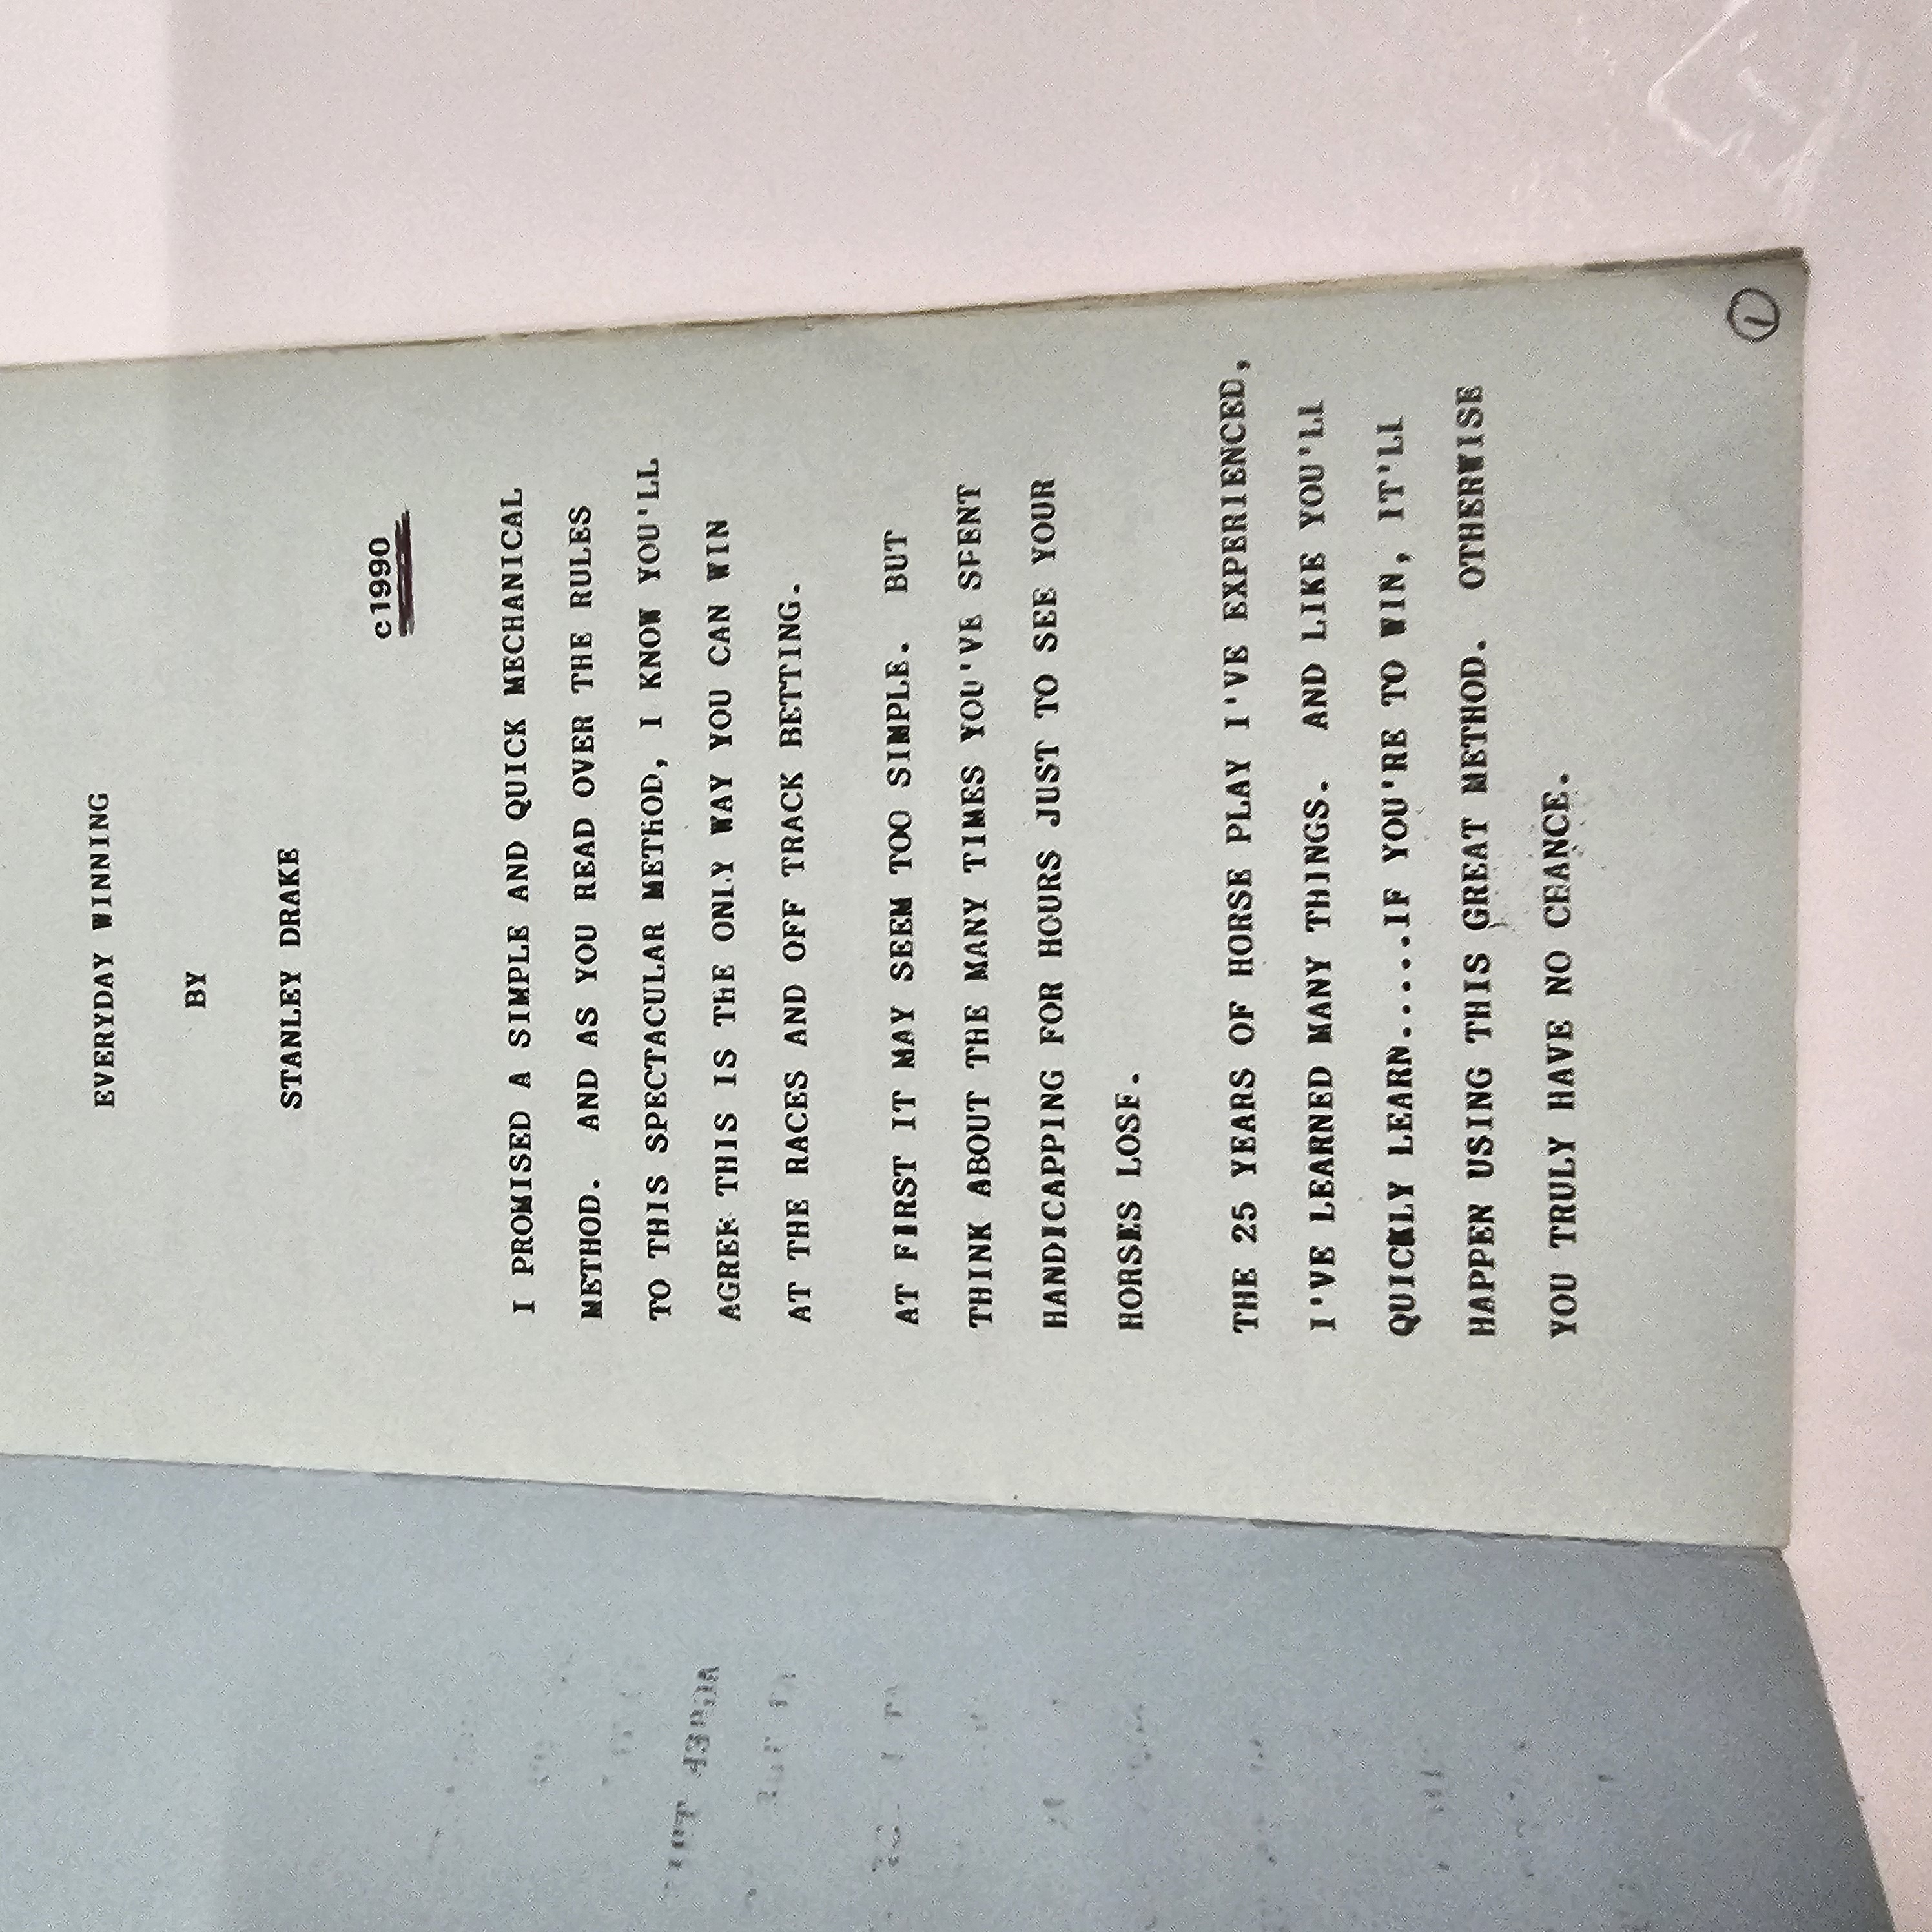 EVERYDAY WINNING
BY
STANLEY DRAKE
c1990
I PROMISED A SIMPLE AND QUICK MECHANICAL
METHOD. AND AS YOU READ OVER THE RULES
TO THIS SPECTACULAR METHOD, I KNOW YOU'LL
AGREE THIS IS THE ONLY WAY YOU CAN WIN
AT THE RACES AND OFF TRACK BETTING.
AT FIRST IT MAY SEEM TOO SIMPLE. BUT
THINK ABOUT THE MANY TIMES YOU'VE SPENT
HANDICAPPING FOR HOURS JUST TO SEE YOUR
HORSES LOSE.
THE 25 YEARS OF HORSE PLAY I'VE EXPERIENCED,
I'VE LEARNED MANY THINGS. AND LIKE YOU'LL
QUICKLY LEARN.....IF YOU'RE TO WIN, IT'LL
HAPPEN USING THIS GREAT METHOD. OTHERWISE
YOU TRULY HAVE NO CHANCE.
1